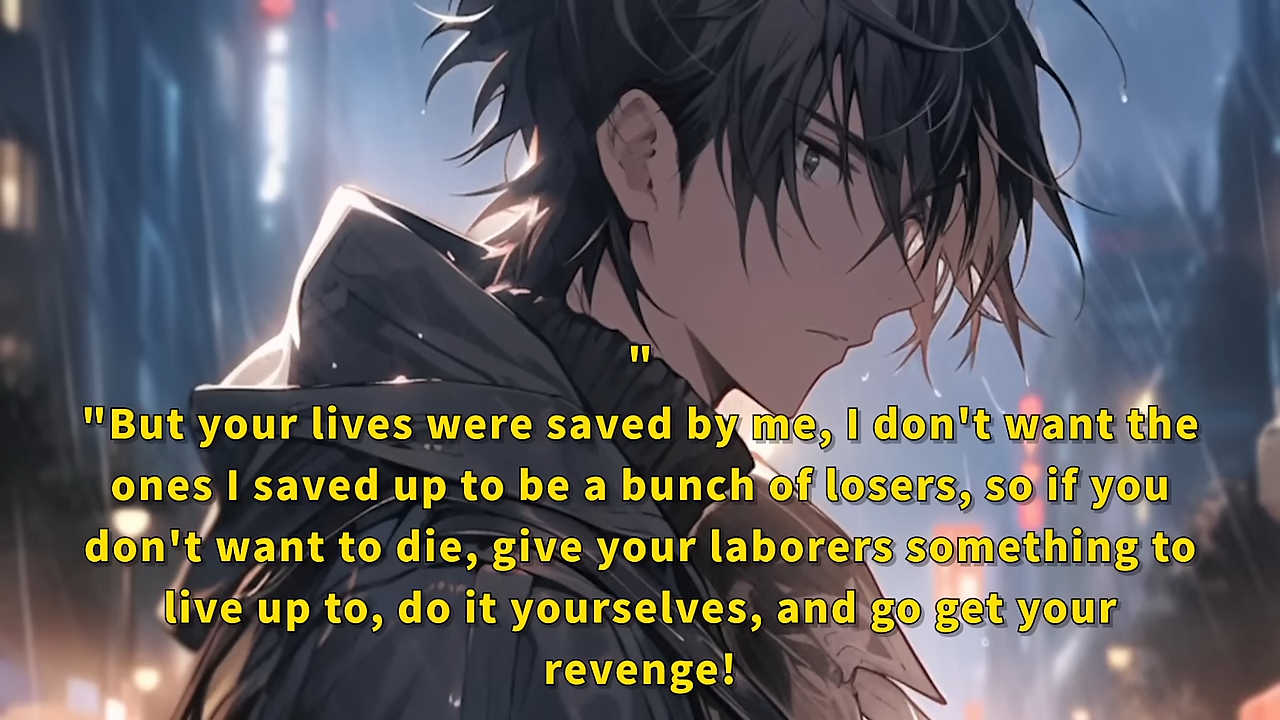 "
"But your lives were saved by me, I don't want the
ones I saved up to be a bunch of losers, so if you
don't want to die, give your laborers something to
live up to, do it yourselves, and go get your
revenge!